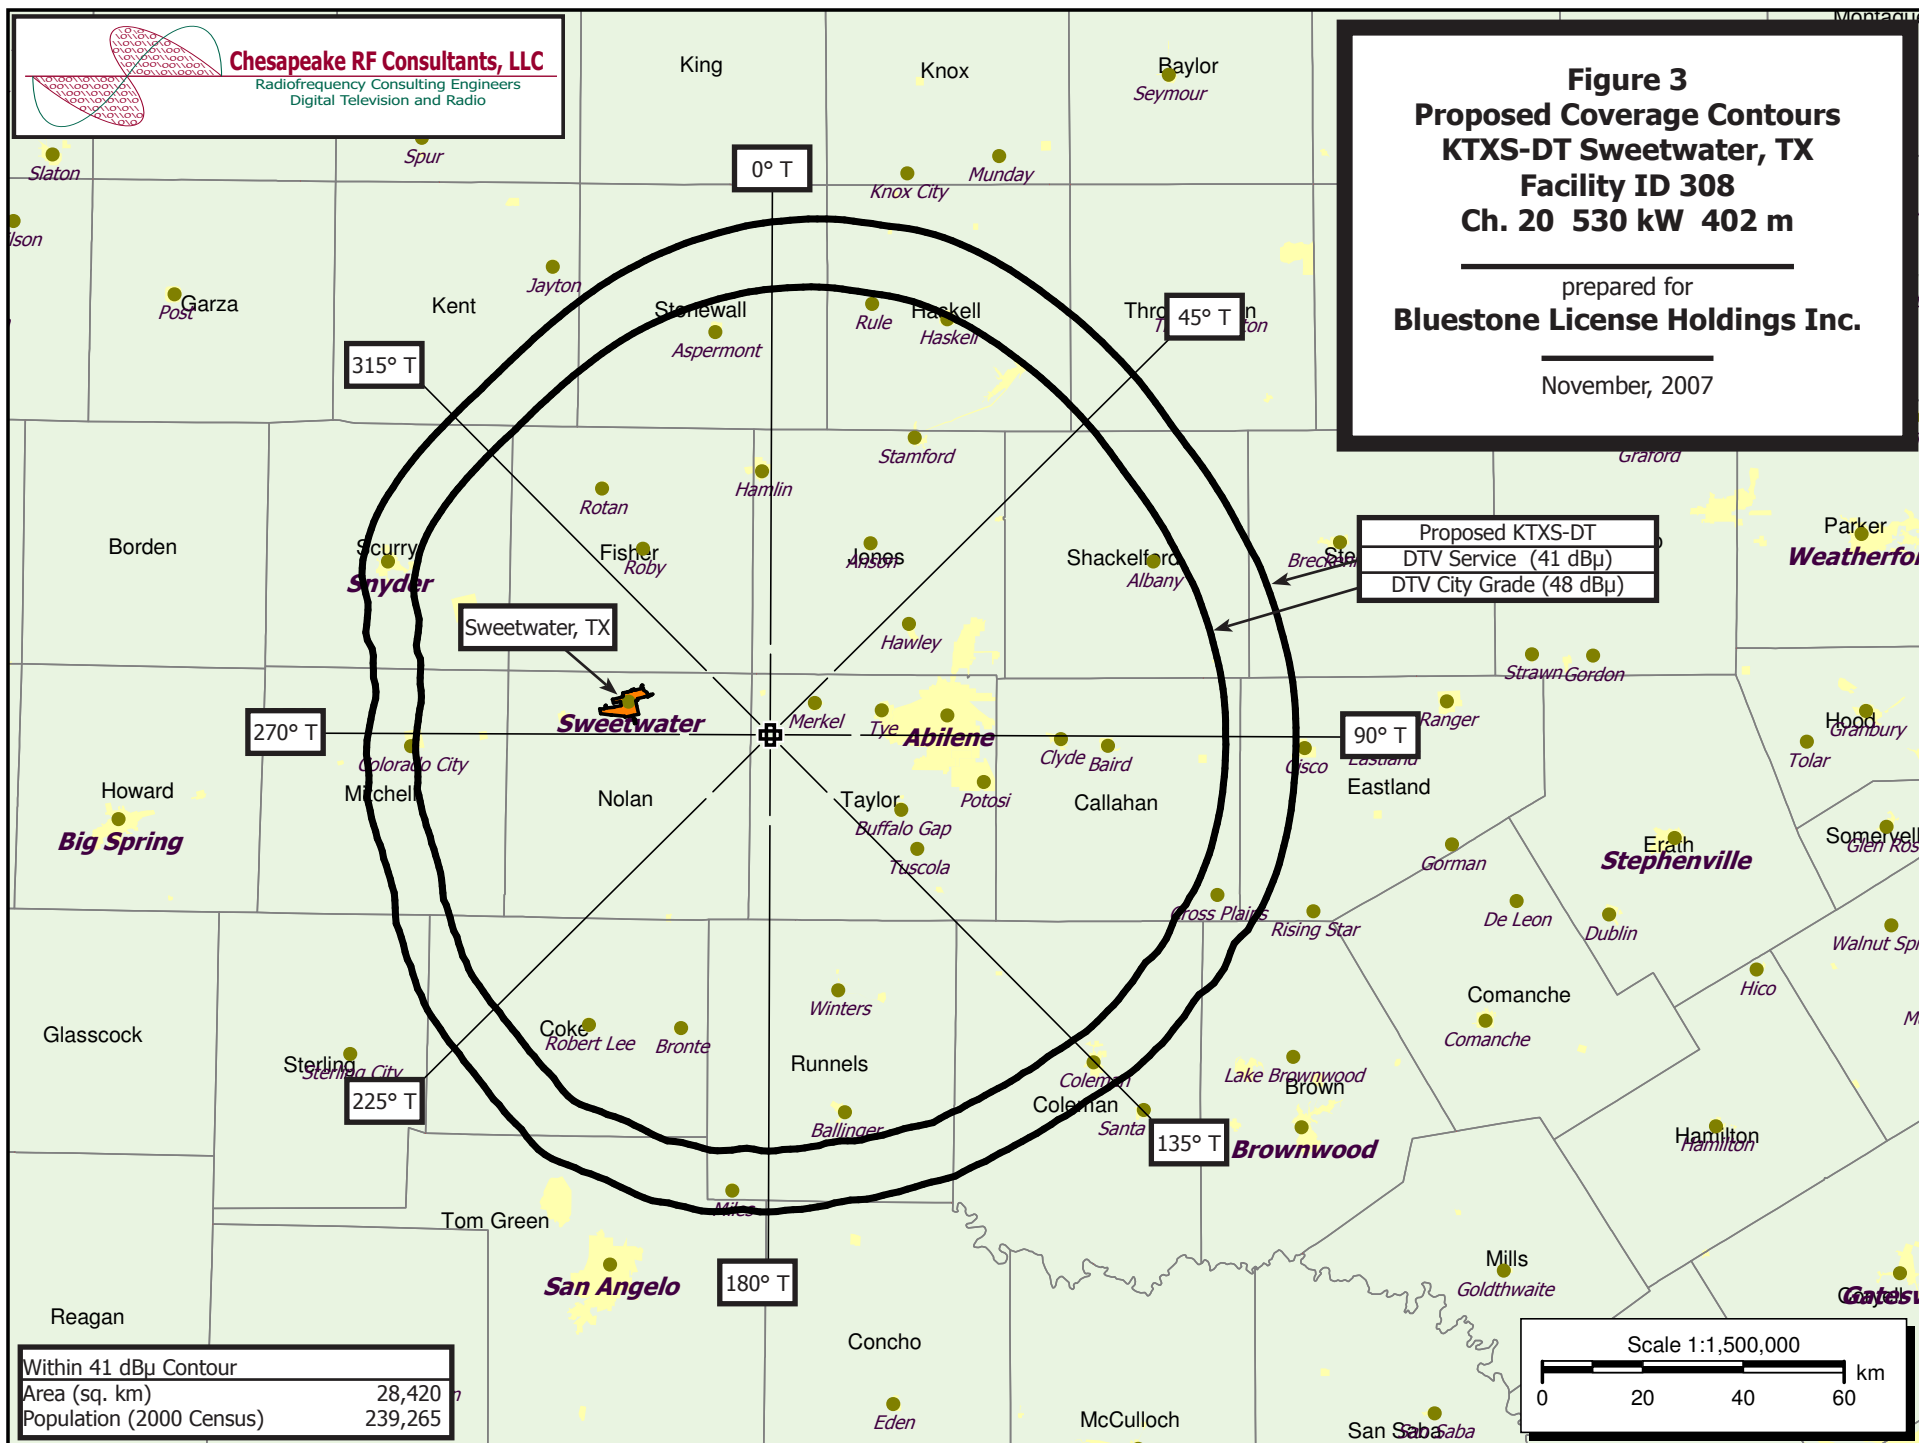 Chesapeake RF Consultants, LLC
Radiofrequency Consulting Engineers
Digital Television and Radio
Figure 3
Proposed Coverage Contours
KTXS-DT Sweetwater, TX
Facility ID 308
Ch. 20 530 kW 402 m
prepared for
Bluestone License Holdings Inc.
November, 2007
King
Knox
Baylor
Seymour
Slaton
Spur
0° T
Knox City
Munday
Post
Garza
Kent
Jayton
Stonewall
Aspermont
Rule
Haskell
Haskell
45° T
315° T
Graford
Stamford
Hamlin
Rotan
Borden
Scurry
Snyder
Fisher
Roby
Jones
Anson
Shackelford
Albany
Proposed KTXS-DT
DTV Service (41 dBµ)
DTV City Grade (48 dBµ)
Parker
Sweetwater, TX
Hawley
Strawn
Gordon
Sweetwater
Merkel
Tye
Abilene
270° T
90° T
Ranger
Hood
Granbury
Tolar
Colorado City
Clyde
Baird
Cisco
Eastland
Eastland
Howard
Big Spring
Mitchell
Nolan
Taylor
Potosi
Callahan
Buffalo Gap
Tuscola
Gorman
Erath
Stephenville
Somervell
Cross Plains
Rising Star
De Leon
Dublin
Winters
Comanche
Comanche
Hico
Glasscock
Sterling
Sterling City
Coke
Robert Lee
Bronte
Runnels
Coleman
Coleman
Lake Brownwood
Brown
225° T
Ballinger
Santa
135° T
Brownwood
Hamilton
Hamilton
Miles
Tom Green
San Angelo
180° T
Mills
Goldthwaite
Reagan
Concho
Eden
McCulloch
San Saba
San Saba
Within 41 dBµ Contour
Area (sq. km) 28,420
Population (2000 Census) 239,265
Scale 1:1,500,000
km
0 20 40 60